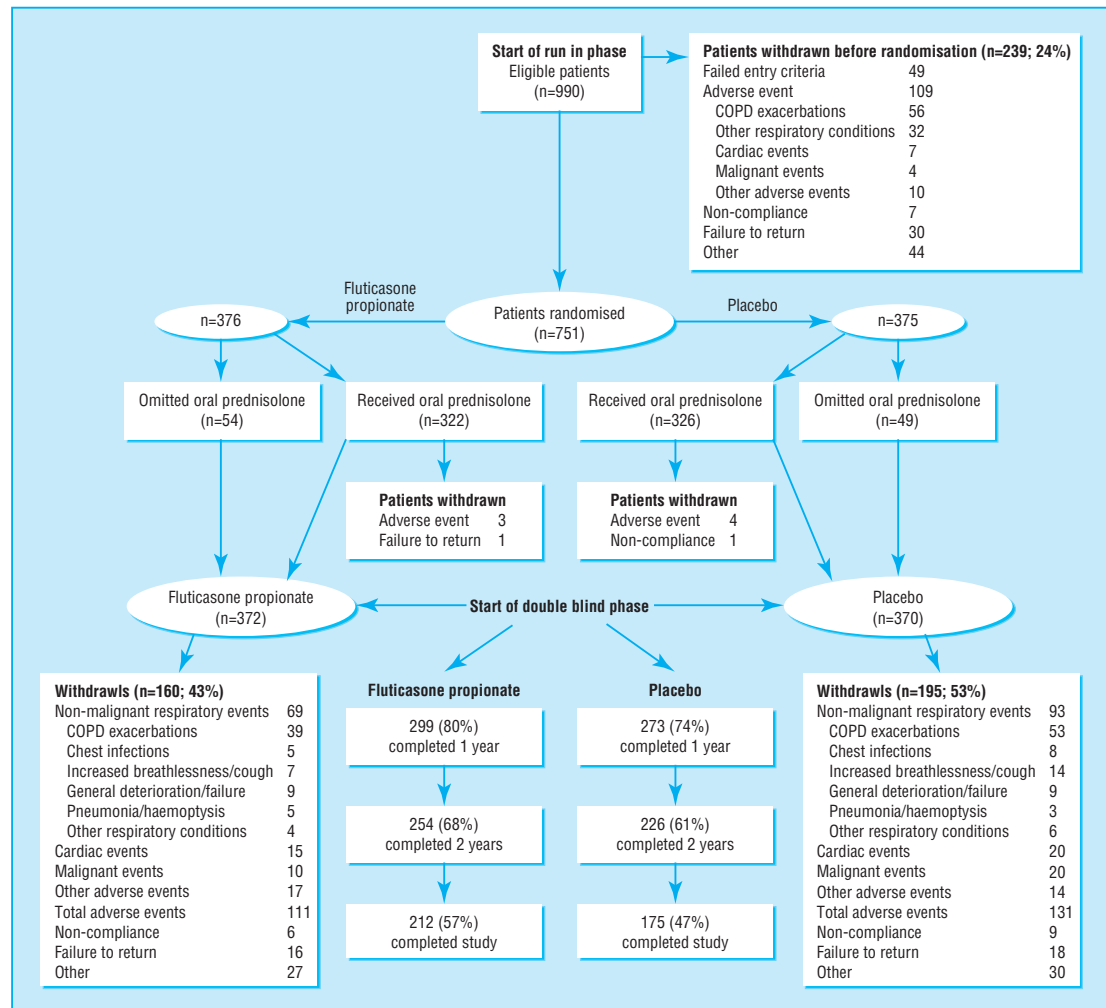 Start of run in phase
Eligible patients
(n=990)
Patients withdrawn before randomisation (n=239; 24%)
Failed entry criteria 49
Adverse event 109
COPD exacerbations 56
Other respiratory conditions 32
Cardiac events 7
Malignant events 4
Other adverse events 10
Non-compliance 7
Failure to return 30
Other 44
Fluticasone
propionate
Placebo
n=376
Patients randomised
(n=751)
n=375
Omitted oral prednisolone
(n=54)
Received oral prednisolone
(n=322)
Received oral prednisolone
(n=326)
Omitted oral prednisolone
(n=49)
Patients withdrawn
Adverse event 3
Failure to return 1
Patients withdrawn
Adverse event 4
Non-compliance 1
Fluticasone propionate
(n=372)
Start of double blind phase
Placebo
(n=370)
Withdrawls (n=160; 43%)
Non-malignant respiratory events 69
COPD exacerbations 39
Chest infections 5
Increased breathlessness/cough 7
General deterioration/failure 9
Pneumonia/haemoptysis 5
Other respiratory conditions 4
Cardiac events 15
Malignant events 10
Other adverse events 17
Total adverse events 111
Non-compliance 6
Failure to return 16
Other 27
Fluticasone propionate
299 (80%)
completed 1 year
254 (68%)
completed 2 years
212 (57%)
completed study
Placebo
273 (74%)
completed 1 year
226 (61%)
completed 2 years
175 (47%)
completed study
Withdrawls (n=195; 53%)
Non-malignant respiratory events 93
COPD exacerbations 53
Chest infections 8
Increased breathlessness/cough 14
General deterioration/failure 9
Pneumonia/haemoptysis 3
Other respiratory conditions 6
Cardiac events 20
Malignant events 20
Other adverse events 14
Total adverse events 131
Non-compliance 9
Failure to return 18
Other 30